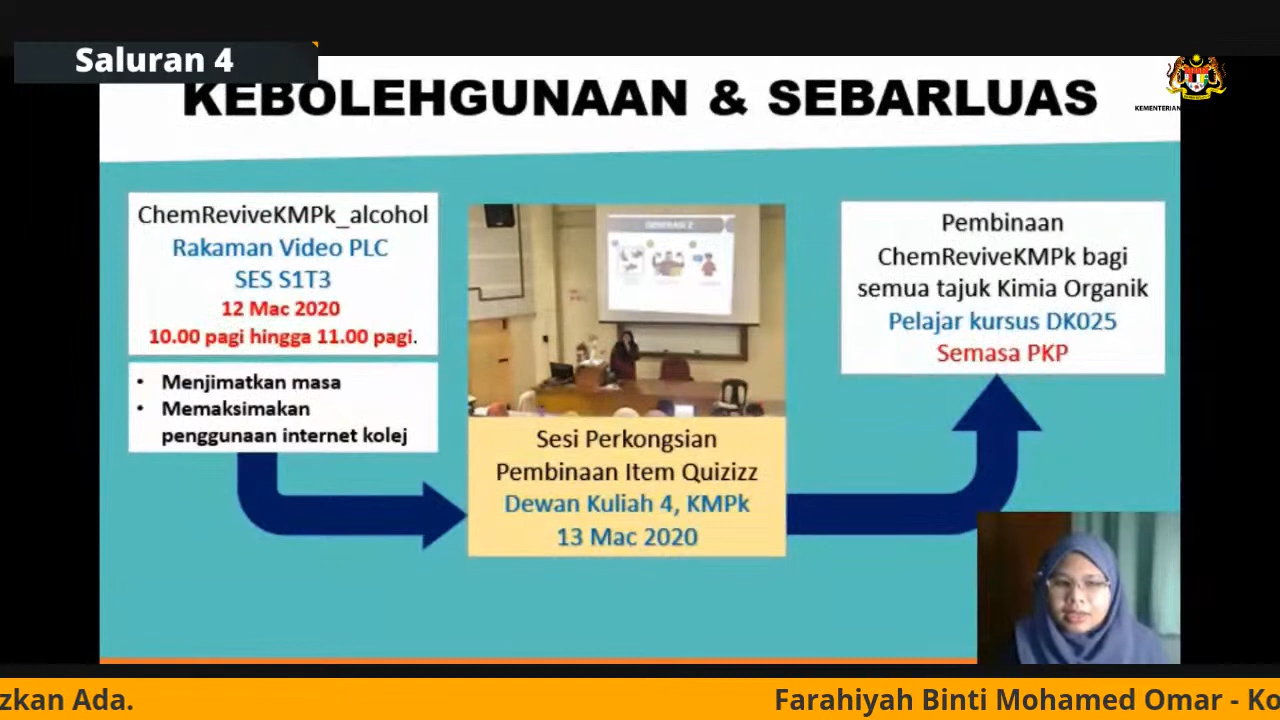 Saluran 4
KEBOLEHGUNAAN & SEBARLUAS
KEMENTERIAN
ChemReviveKMPk_alcohol
Rakaman Video PLC
SES S1T3
12 Mac 2020
10.00 pagi hingga 11.00 pagi.
• Menjimatkan masa
• Memaksimakan
penggunaan internet kolej
GENERASI Z
Sesi Perkongsian
Pembinaan Item Quizizz
Dewan Kuliah 4, KMPk
13 Mac 2020
Pembinaan
ChemReviveKMPk bagi
semua tajuk Kimia Organik
Pelajar kursus DK025
Semasa PKP
zkan Ada.
Farahiyah Binti Mohamed Omar - Ko